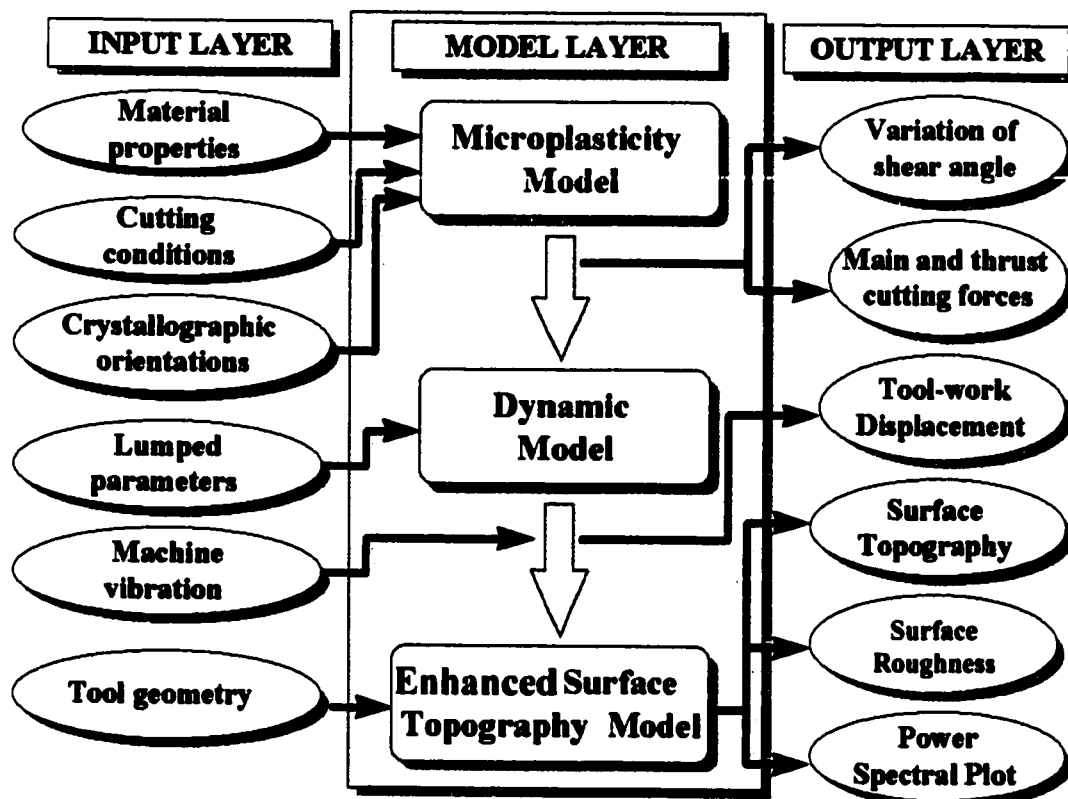 INPUT LAYER
Material
properties
Cutting
conditions
Crystallographic
orientations
Lumped
parameters
Machine
vibration
Tool geometry
MODEL LAYER
Microplasticity
Model
Dynamic
Model
Enhanced Surface
Topography Model
OUTPUT LAYER
Variation of
shear angle
Main and thrust
cutting forces
Tool-work
Displacement
Surface
Topography
Surface
Roughness
Power
Spectral Plot